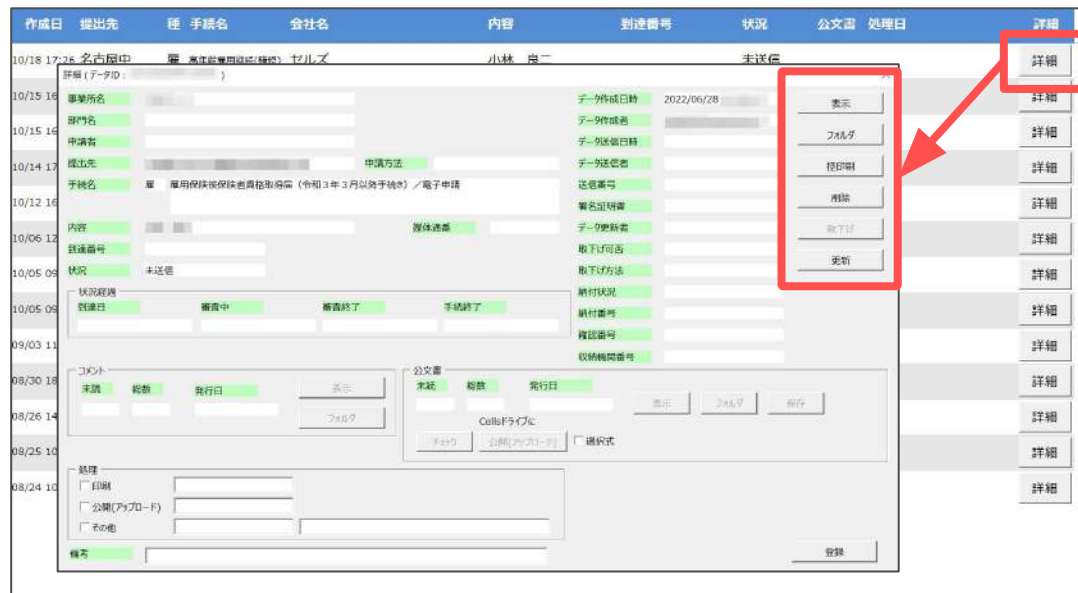 作成日 提出先 種 手続名 会社名 内容 到達番号 状況 公文書 処理日 詳細
10/18 17:26 名古屋中 雇 高年齢雇用継続(継続) セルズ 小林 良二 未送信 詳細
詳細 (データID: )
10/15 16 詳細
事業所名 データ作成日時 2022/06/28 表示
部門名 データ作成者
10/15 16 詳細
申請者 データ送信日時 フォルダ
10/14 17 詳細
提出先 申請方法 データ送信者 控印刷
手続名 雇 雇用保険被保険者資格取得届(令和3年3月以降手続き)/電子申請 送信番号
10/12 16 詳細
署名証明書 削除
内容 媒体通番 データ更新者 取下げ
10/06 12 詳細
到達番号 取下げ可否
10/05 09 詳細
状況 未送信 取下げ方法 更新
状況経過 納付状況
10/05 09 詳細
到達日 審査中 審査終了 手続終了 納付番号
確認番号
09/03 11 詳細
収納機関番号
コメント 公文書
08/30 18 詳細
未読 総数 発行日 表示 未読 総数 発行日
表示 フォルダ 保存
08/26 14 詳細
フォルダ Cellsドライブに
チェック 公開(アップロード) 選択式
08/25 10 詳細
処理
08/24 10 詳細
印刷
公開(アップロード)
その他
備考 登録